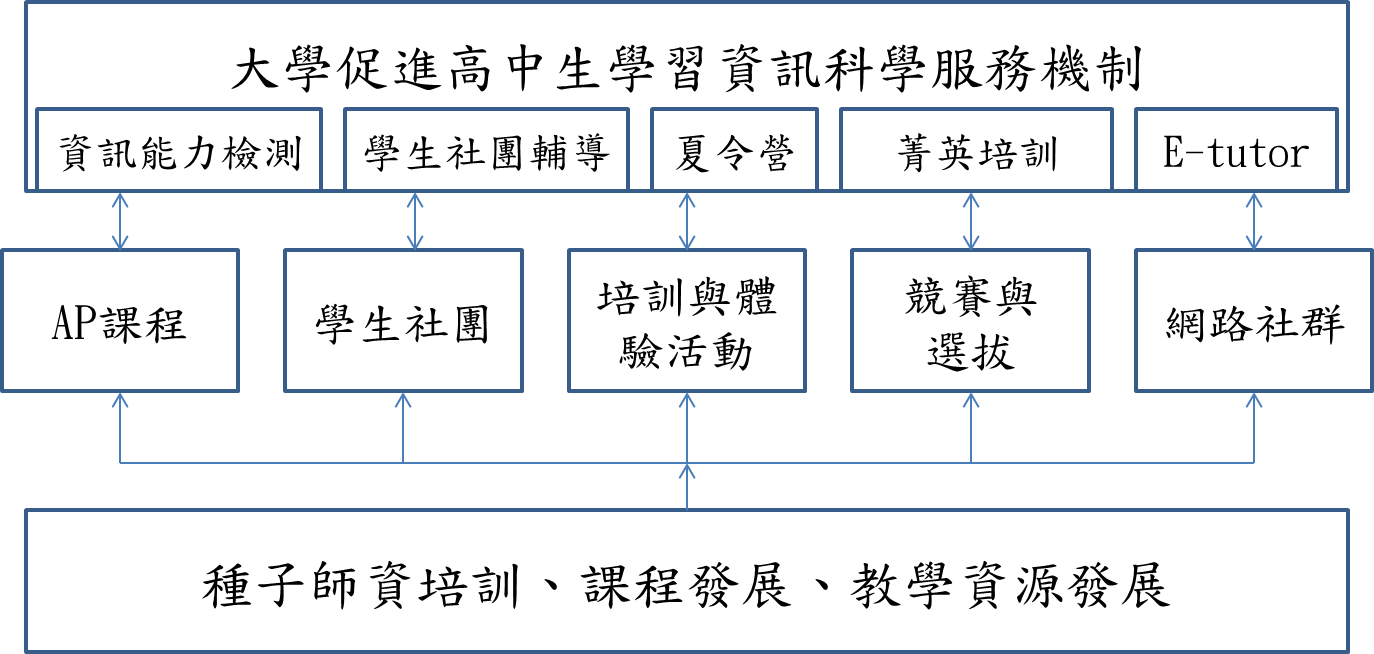 大學促進高中生學習資訊科學服務機制
資訊能力檢測
學生社團輔導
夏令營
菁英培訓
E-tutor
AP課程
學生社團
培訓與體
驗活動
競賽與
選拔
網路社群
種子師資培訓、課程發展、教學資源發展